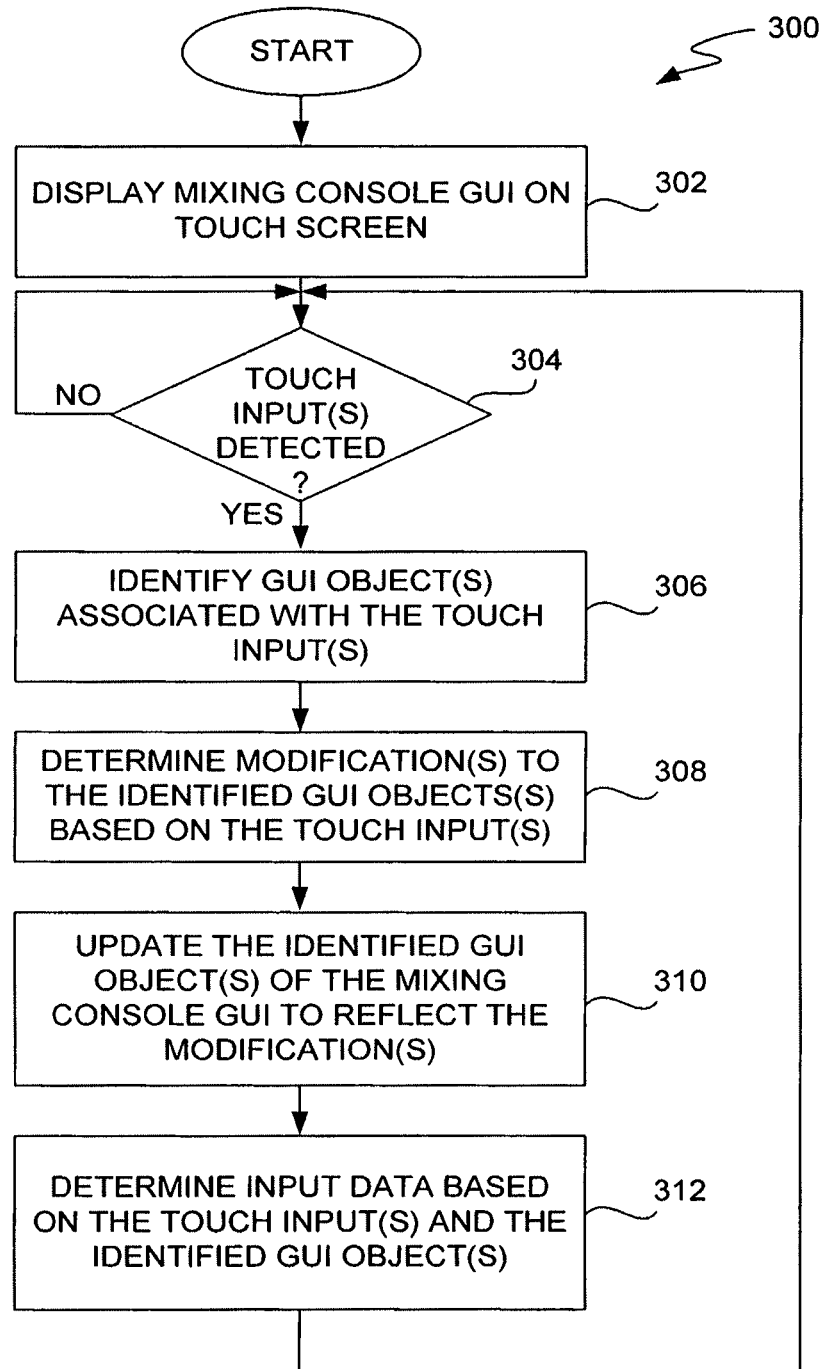 START
300
DISPLAY MIXING CONSOLE GUI ON
TOUCH SCREEN
302
TOUCH
INPUT(S)
DETECTED
?
304
NO
YES
IDENTIFY GUI OBJECT(S)
ASSOCIATED WITH THE TOUCH
INPUT(S)
306
DETERMINE MODIFICATION(S) TO
THE IDENTIFIED GUI OBJECTS(S)
BASED ON THE TOUCH INPUT(S)
308
UPDATE THE IDENTIFIED GUI
OBJECT(S) OF THE MIXING
CONSOLE GUI TO REFLECT THE
MODIFICATION(S)
310
DETERMINE INPUT DATA BASED
ON THE TOUCH INPUT(S) AND THE
IDENTIFIED GUI OBJECT(S)
312